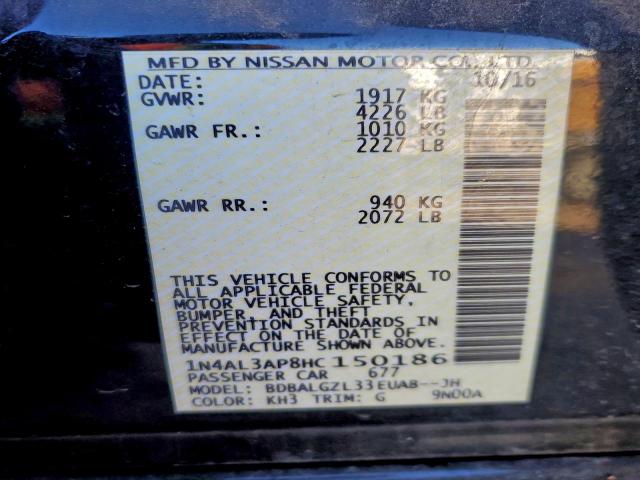 MFD BY NISSAN MOTOR CO., LTD.
DATE: 10/16
GVWR: 1917 KG
4226 LB
GAWR FR.: 1010 KG
2227 LB
GAWR RR.: 940 KG
2072 LB
THIS VEHICLE CONFORMS TO
ALL APPLICABLE FEDERAL
MOTOR VEHICLE SAFETY,
BUMPER, AND THEFT
PREVENTION STANDARDS IN
EFFECT ON THE DATE OF
MANUFACTURE SHOWN ABOVE.
1N4AL3AP8HC150186
PASSENGER CAR 677
MODEL: BDBALGZL33EUA8--JH
COLOR: KH3 TRIM: G 9N00A